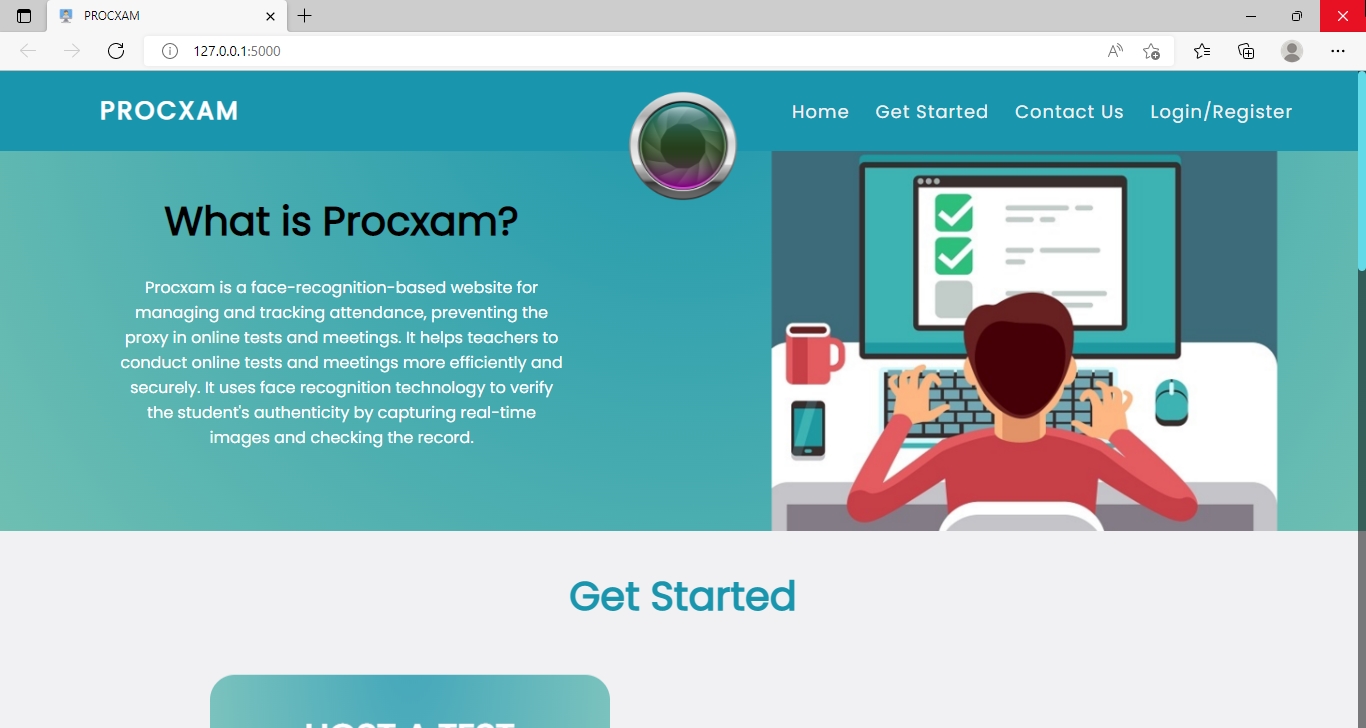 PROCXAM
127.0.0.1:5000
PROCXAM
Home Get Started Contact Us Login/Register
What is Procxam?
Procxam is a face-recognition-based website for
managing and tracking attendance, preventing the
proxy in online tests and meetings. It helps teachers to
conduct online tests and meetings more efficiently and
securely. It uses face recognition technology to verify
the student's authenticity by capturing real-time
images and checking the record.
Get Started
HOST A TEST